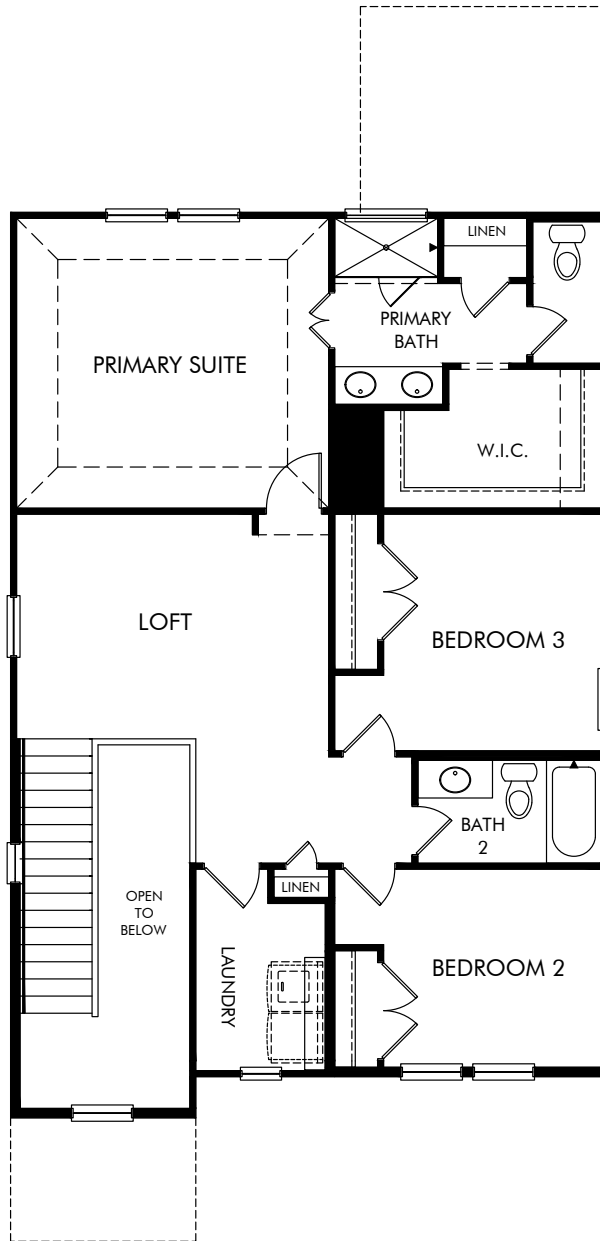 LINEN
PRIMARY
BATH
PRIMARY SUITE
W.I.C.
LOFT
BEDROOM 3
BATH
2
LINEN
OPEN
TO
BELOW
LAUNDRY
BEDROOM 2